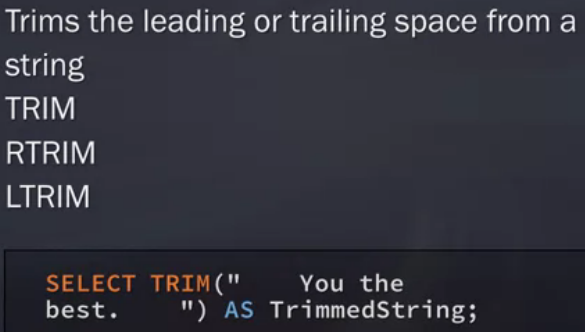 Trims the leading or trailing space from a
string
TRIM
RTRIM
LTRIM
SELECT TRIM("    You the
best.    ") AS TrimmedString;